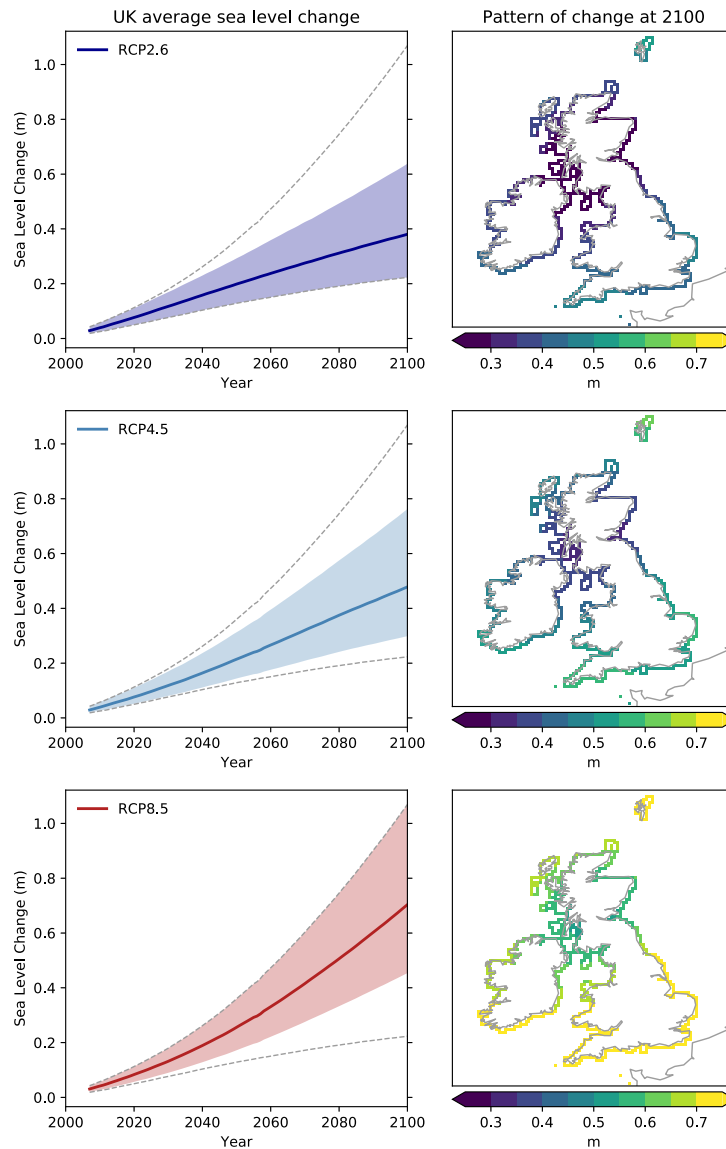 UK average sea level change
Pattern of change at 2100
RCP2.6
Sea Level Change (m)
1.0
0.8
0.6
0.4
0.2
0.0
2000 2020 2040 2060 2080 2100
Year
0.3 0.4 0.5 0.6 0.7
m
RCP4.5
Sea Level Change (m)
1.0
0.8
0.6
0.4
0.2
0.0
2000 2020 2040 2060 2080 2100
Year
0.3 0.4 0.5 0.6 0.7
m
RCP8.5
Sea Level Change (m)
1.0
0.8
0.6
0.4
0.2
0.0
2000 2020 2040 2060 2080 2100
Year
0.3 0.4 0.5 0.6 0.7
m